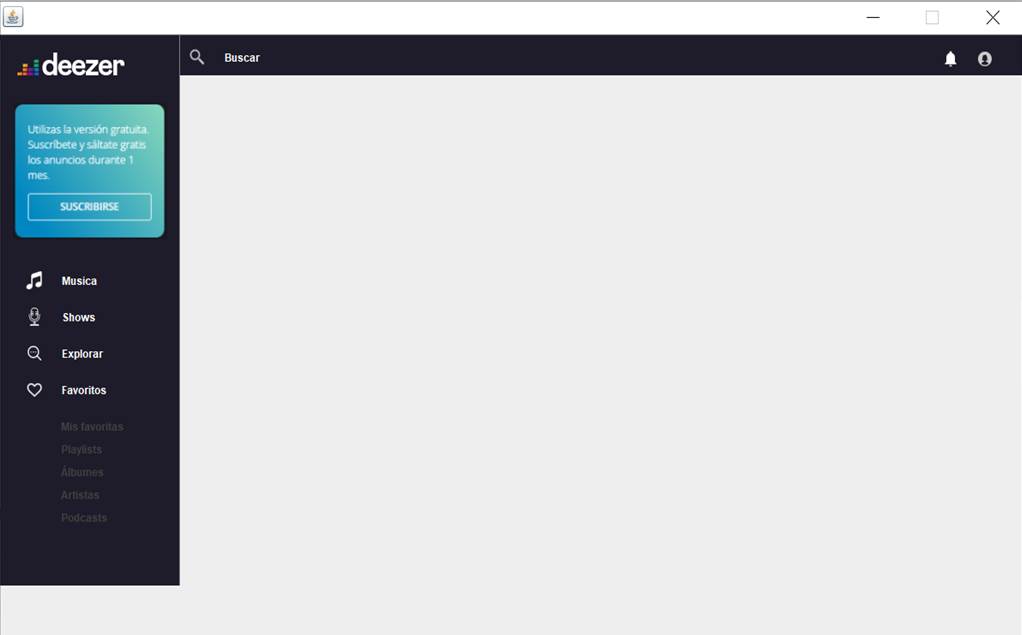 deezer
Buscar
Utilizas la versión gratuita.
Suscríbete y sáltate gratis
los anuncios durante 1
mes.
SUSCRIBIRSE
Musica
Shows
Explorar
Favoritos
Mis favoritas
Playlists
Álbumes
Artistas
Podcasts